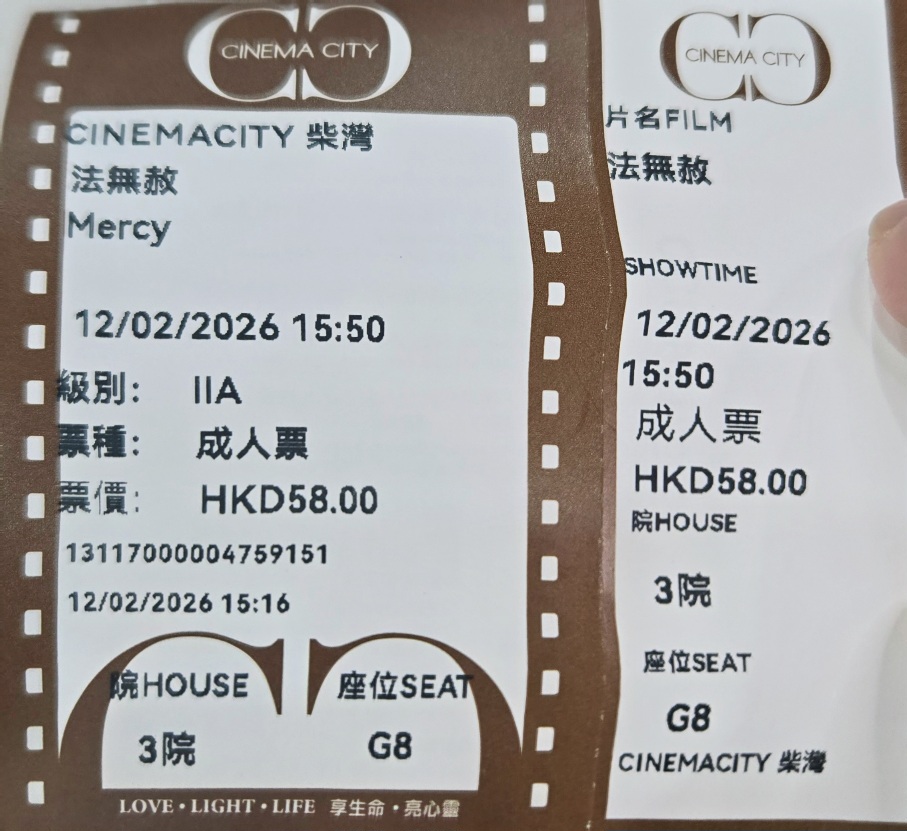 CINEMA CITY
CINEMACITY 柴灣
法無赦
Mercy
12/02/2026 15:50
級別: IIA
票種: 成人票
票價: HKD58.00
13117000004759151
12/02/2026 15:16
院HOUSE 座位SEAT
3院 G8
LOVE • LIGHT • LIFE 享生命 • 亮心靈
CINEMA CITY
片名FILM
法無赦
SHOWTIME
12/02/2026
15:50
成人票
HKD58.00
院HOUSE
3院
座位SEAT
G8
CINEMACITY 柴灣